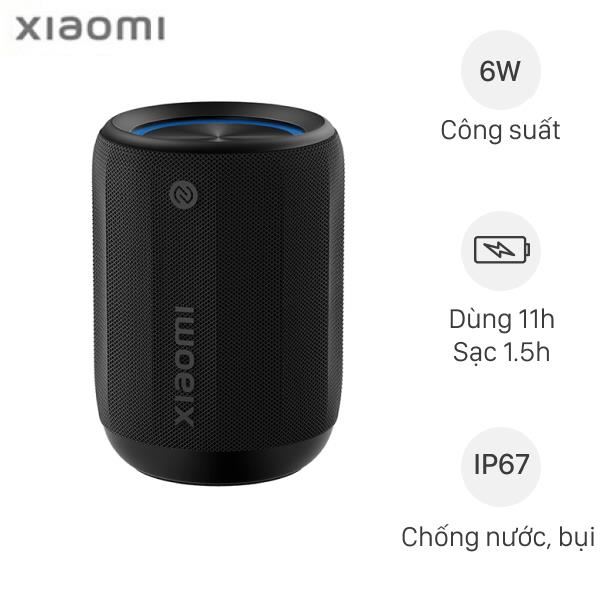 xiaomi
6W
Công suất
Dùng 11h
Sạc 1.5h
IP67
Chống nước, bụi
xiaomi